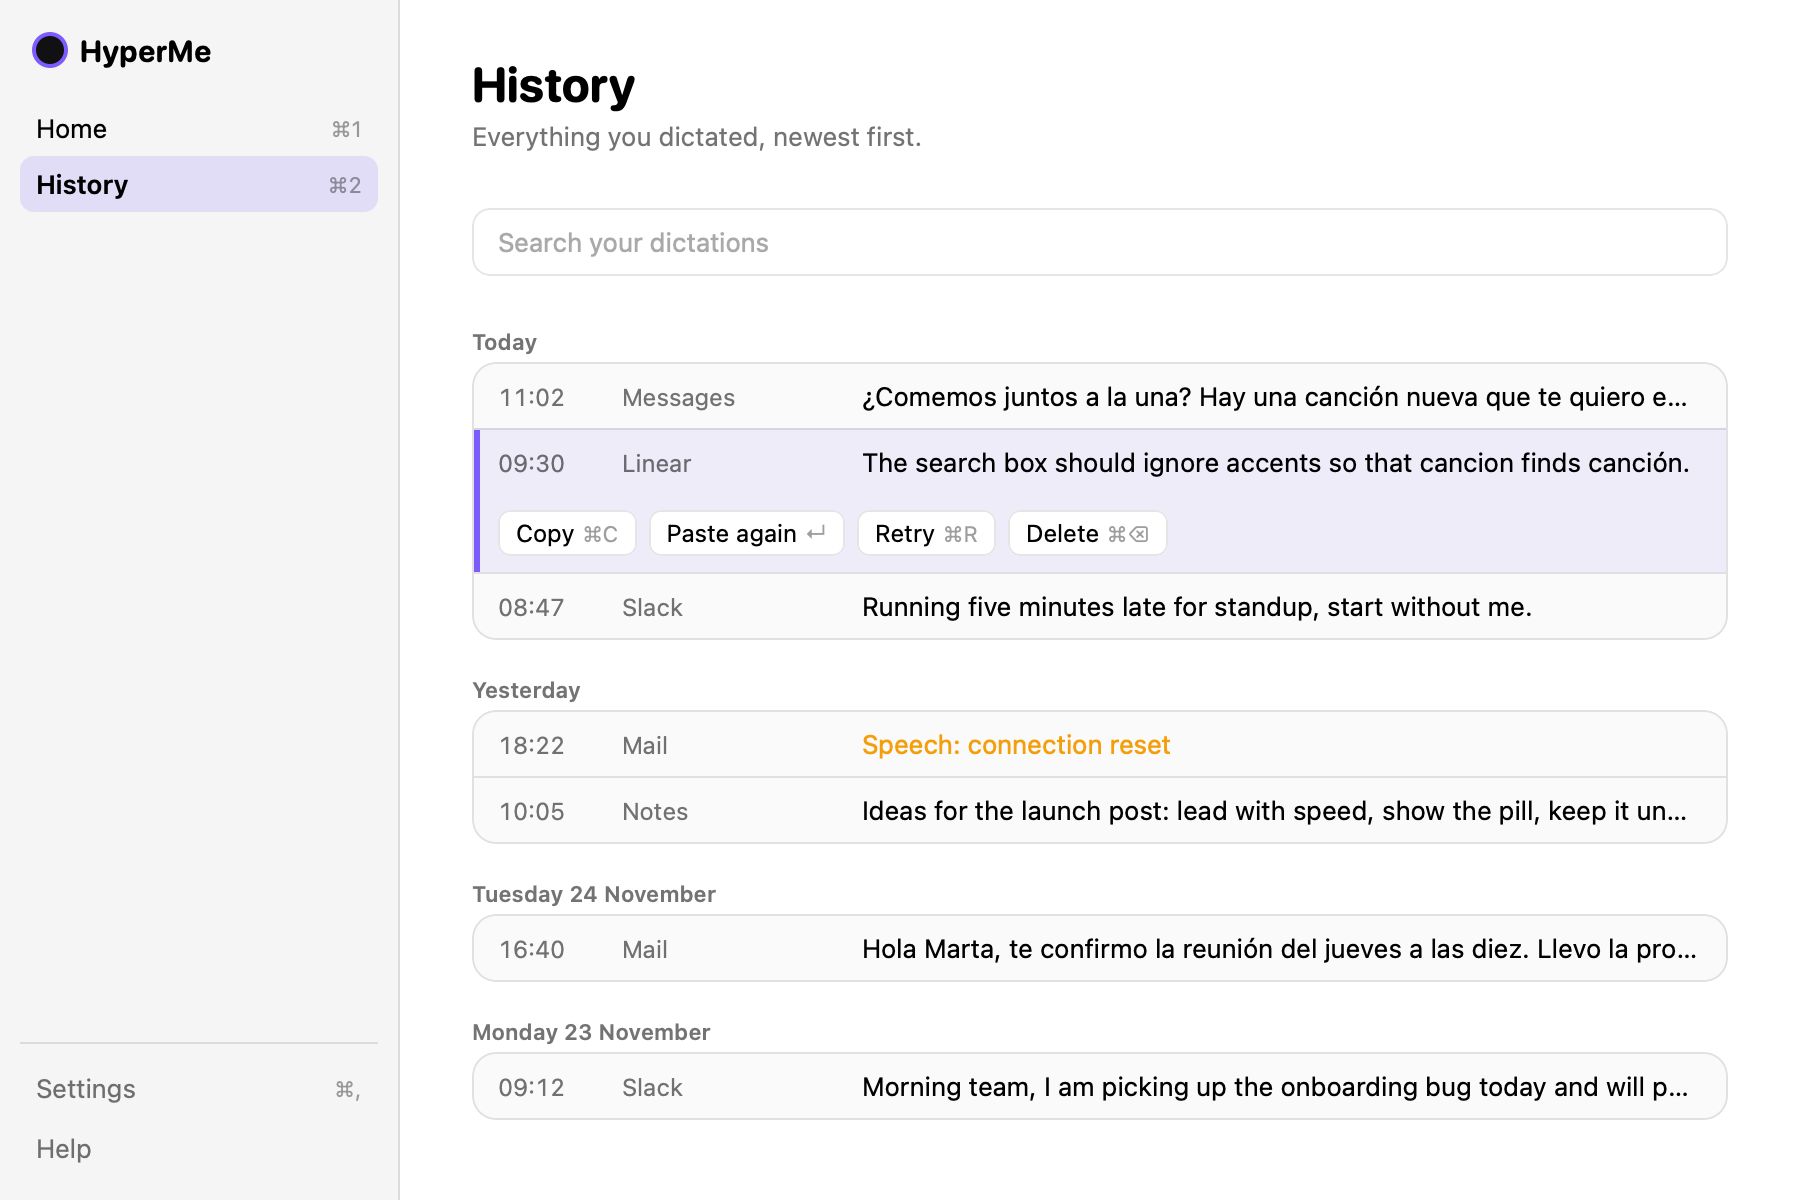 HyperMe
Home ⌘1
History ⌘2
Settings ⌘,
Help
History
Everything you dictated, newest first.
Search your dictations
Today
11:02 Messages ¿Comemos juntos a la una? Hay una canción nueva que te quiero e...
09:30 Linear The search box should ignore accents so that cancion finds canción.
Copy ⌘C Paste again ↵ Retry ⌘R Delete ⌘⌫
08:47 Slack Running five minutes late for standup, start without me.
Yesterday
18:22 Mail Speech: connection reset
10:05 Notes Ideas for the launch post: lead with speed, show the pill, keep it un...
Tuesday 24 November
16:40 Mail Hola Marta, te confirmo la reunión del jueves a las diez. Llevo la pro...
Monday 23 November
09:12 Slack Morning team, I am picking up the onboarding bug today and will p...